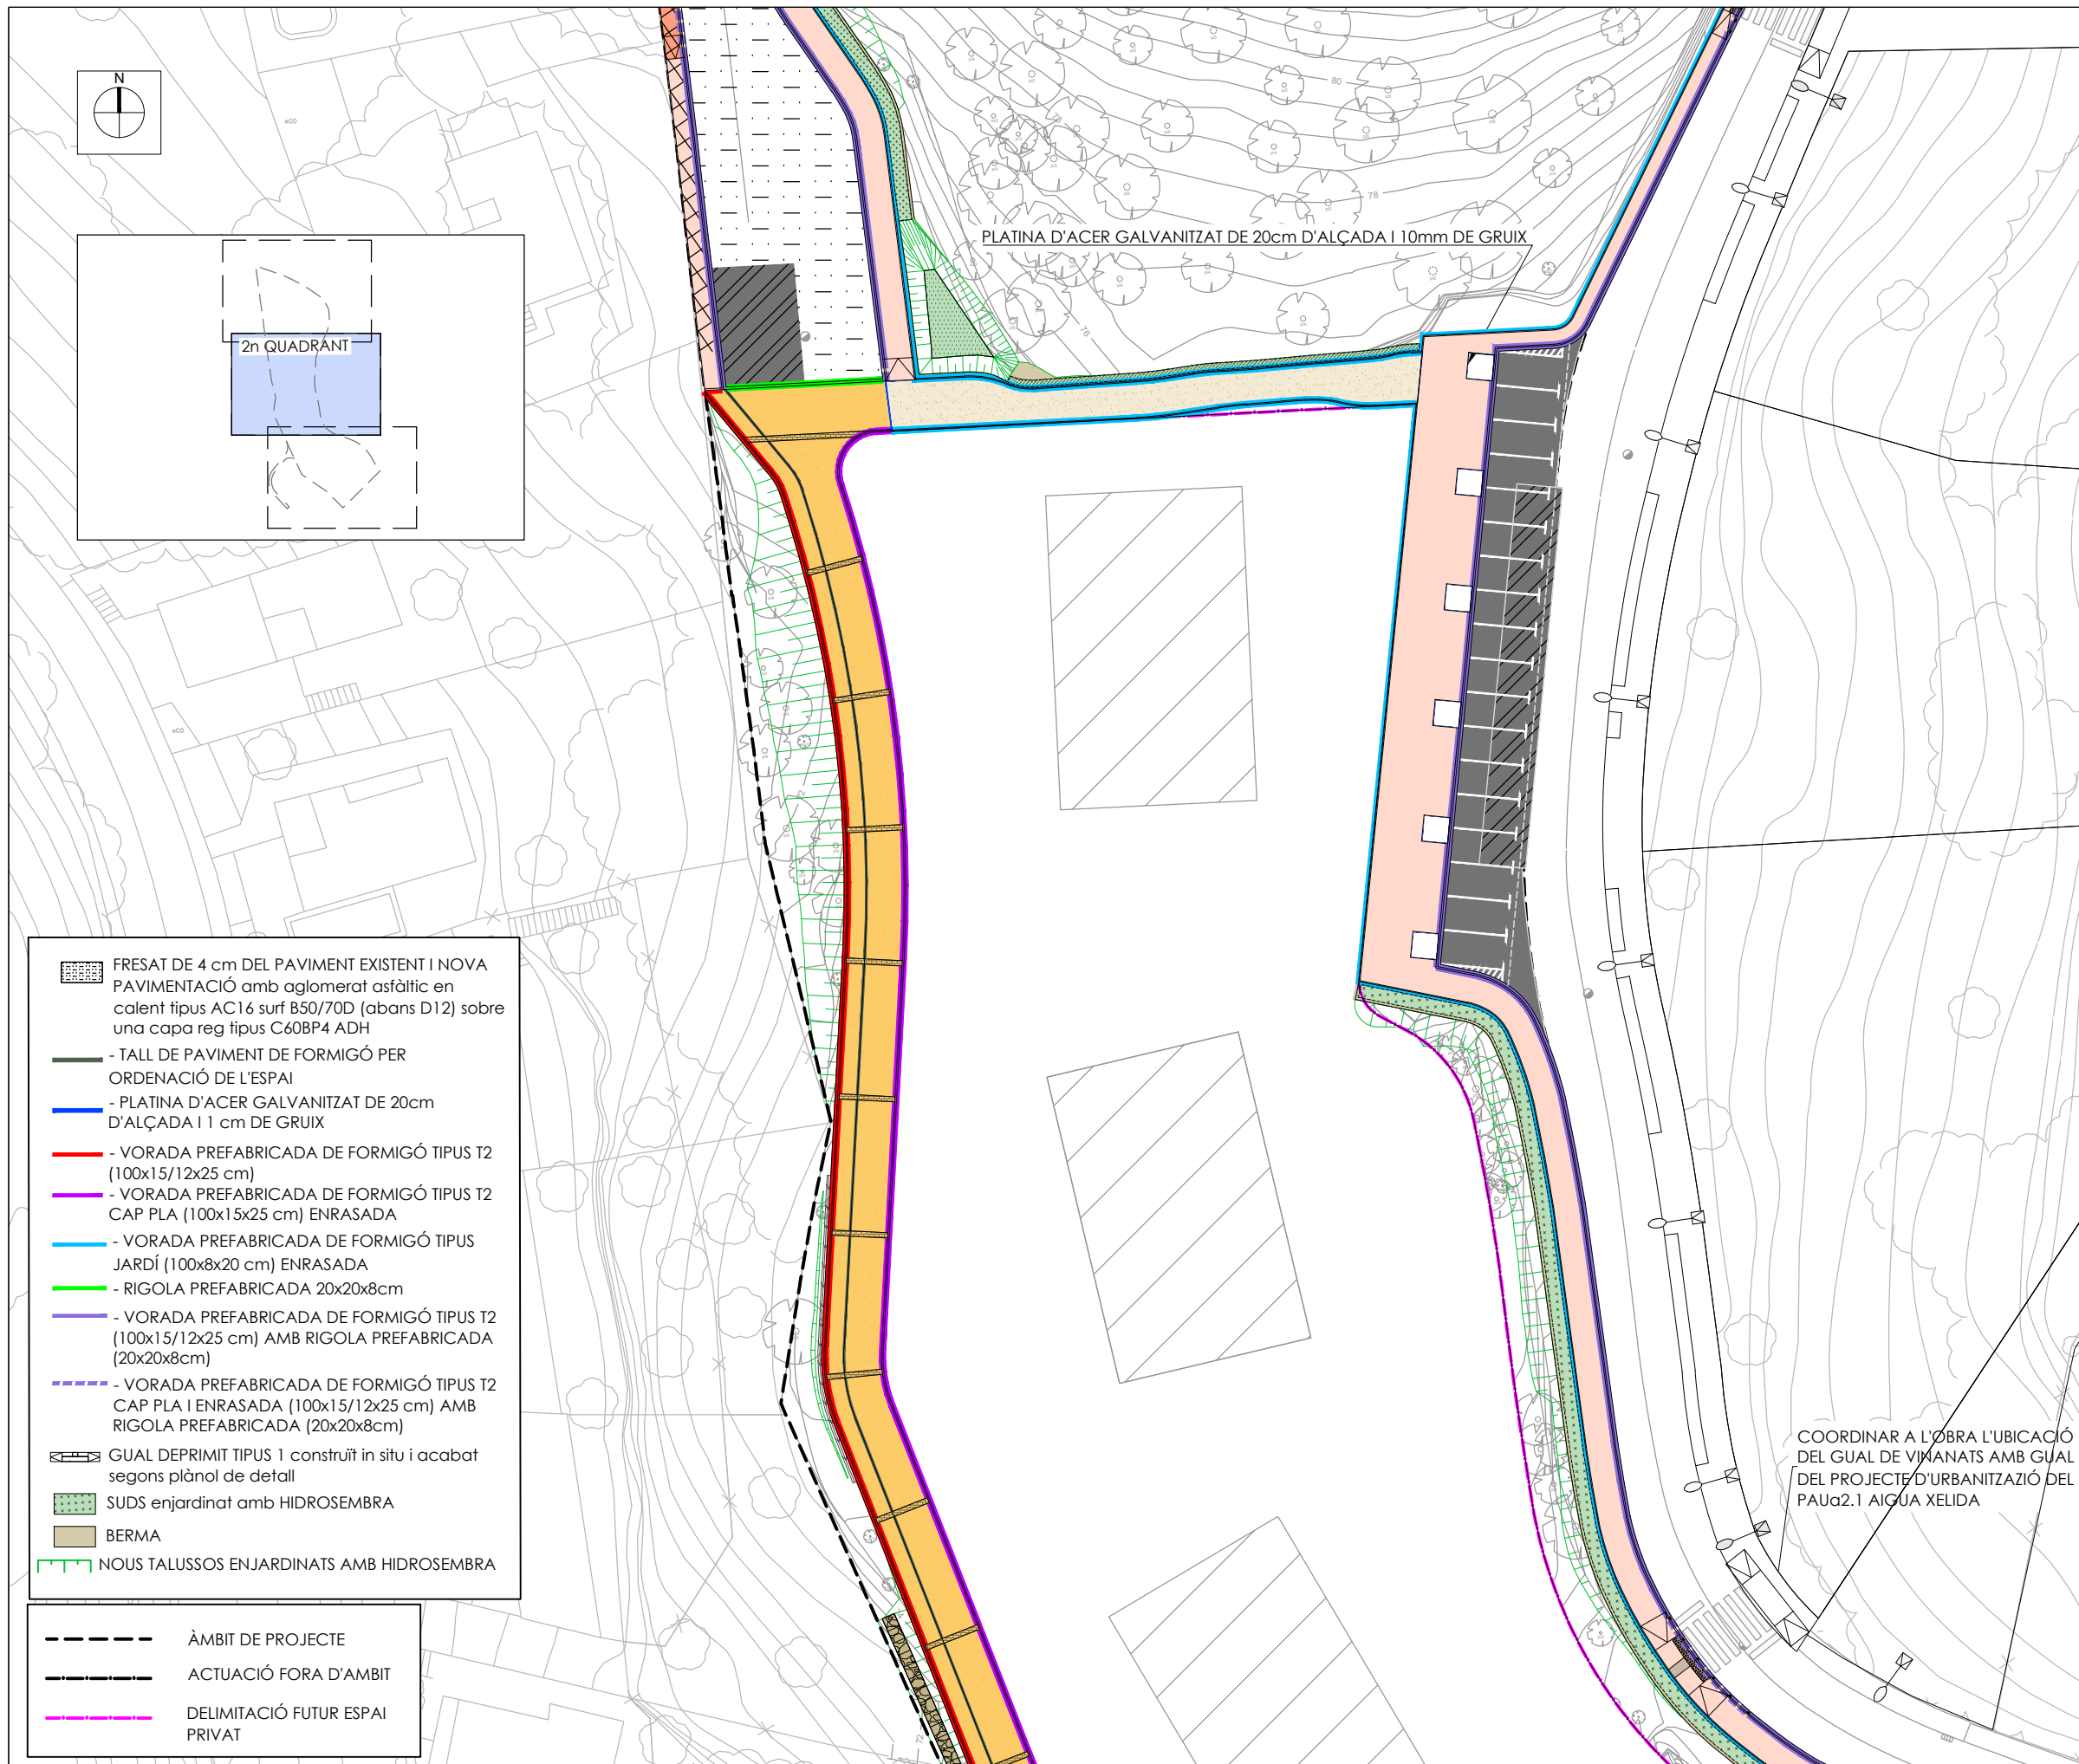 N
80
78
PLATINA D'ACER GALVANITZAT DE 20cm D'ALÇADA I 10mm DE GRUIX
76
2n QUADRANT
FRESAT DE 4 cm DEL PAVIMENT EXISTENT I NOVA
PAVIMENTACIÓ amb aglomerat asfàltic en
calent tipus AC16 surf B50/70D (abans D12) sobre
una capa reg tipus C60BP4 ADH
- TALL DE PAVIMENT DE FORMIGÓ PER
ORDENACIÓ DE L'ESPAI
- PLATINA D'ACER GALVANITZAT DE 20cm
D'ALÇADA I 1 cm DE GRUIX
- VORADA PREFABRICADA DE FORMIGÓ TIPUS T2
(100x15/12x25 cm)
- VORADA PREFABRICADA DE FORMIGÓ TIPUS T2
CAP PLA (100x15x25 cm) ENRASADA
- VORADA PREFABRICADA DE FORMIGÓ TIPUS
JARDÍ (100x8x20 cm) ENRASADA
- RIGOLA PREFABRICADA 20x20x8cm
- VORADA PREFABRICADA DE FORMIGÓ TIPUS T2
(100x15/12x25 cm) AMB RIGOLA PREFABRICADA
(20x20x8cm)
- VORADA PREFABRICADA DE FORMIGÓ TIPUS T2
CAP PLA I ENRASADA (100x15/12x25 cm) AMB
RIGOLA PREFABRICADA (20x20x8cm)
GUAL DEPRIMIT TIPUS 1 construït in situ i acabat
segons plànol de detall
SUDS enjardinat amb HIDROSEMBRA
BERMA
NOUS TALUSSOS ENJARDINATS AMB HIDROSEMBRA
ÀMBIT DE PROJECTE
ACTUACIÓ FORA D'AMBIT
DELIMITACIÓ FUTUR ESPAI
PRIVAT
COORDINAR A L'OBRA L'UBICACIÓ
DEL GUAL DE VINANATS AMB GUAL
DEL PROJECTE D'URBANITZAZIÓ DEL
PAUa2.1 AIGUA XELIDA
72